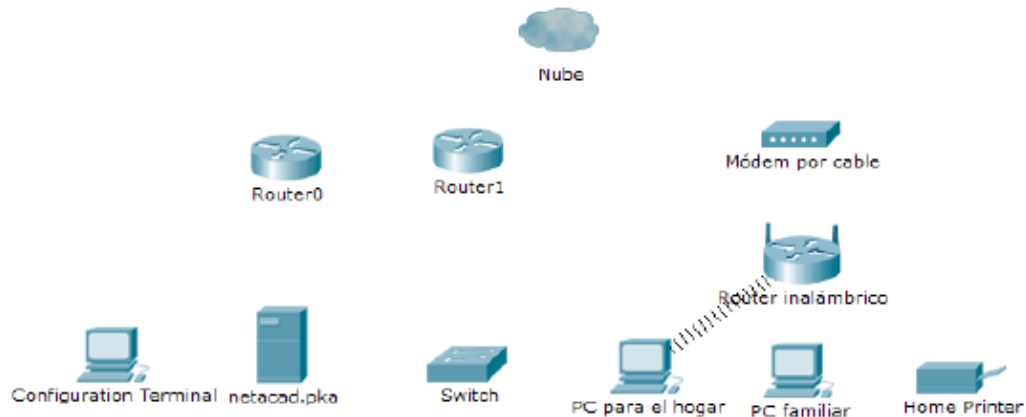 Nube
Router0
Router1
Módem por cable
Router inalámbrico
Configuration Terminal
netacad.pka
Switch
PC para el hogar
PC familiar
Home Printer